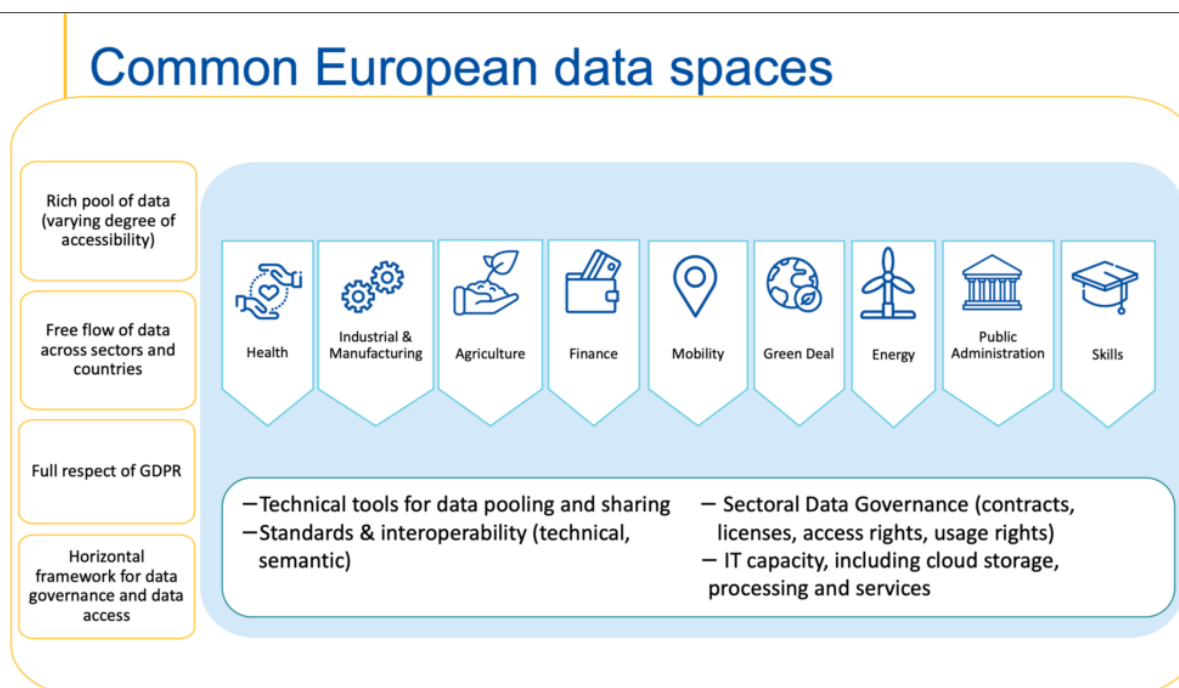 Common European data spaces
Rich pool of data
(varying degree of
accessibility)
Free flow of data
across sectors and
countries
Full respect of GDPR
Horizontal
framework for data
governance and data
access
Health
Industrial &
Manufacturing
Agriculture
Finance
Mobility
Green Deal
Energy
Public
Administration
Skills
—Technical tools for data pooling and sharing
—Standards & interoperability (technical,
semantic)
— Sectoral Data Governance (contracts,
licenses, access rights, usage rights)
— IT capacity, including cloud storage,
processing and services